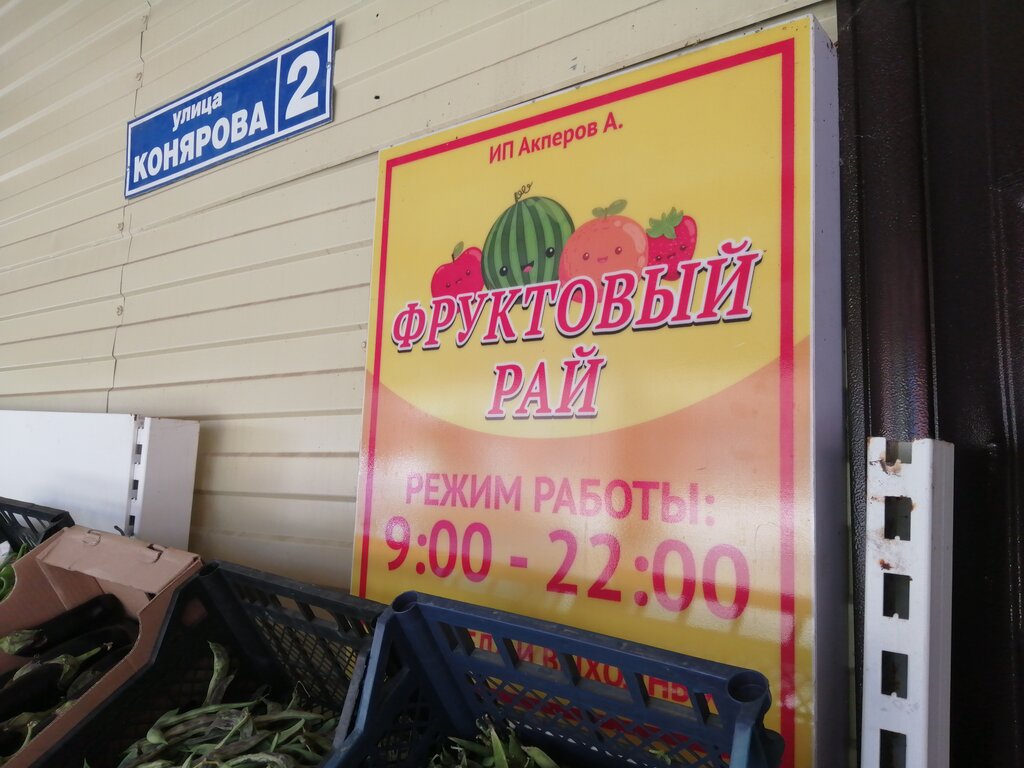 улица
КОНЯРОВА 2
ИП Акперов А.
ФРУКТОВЫЙ
РАЙ
РЕЖИМ РАБОТЫ:
9:00 - 22:00